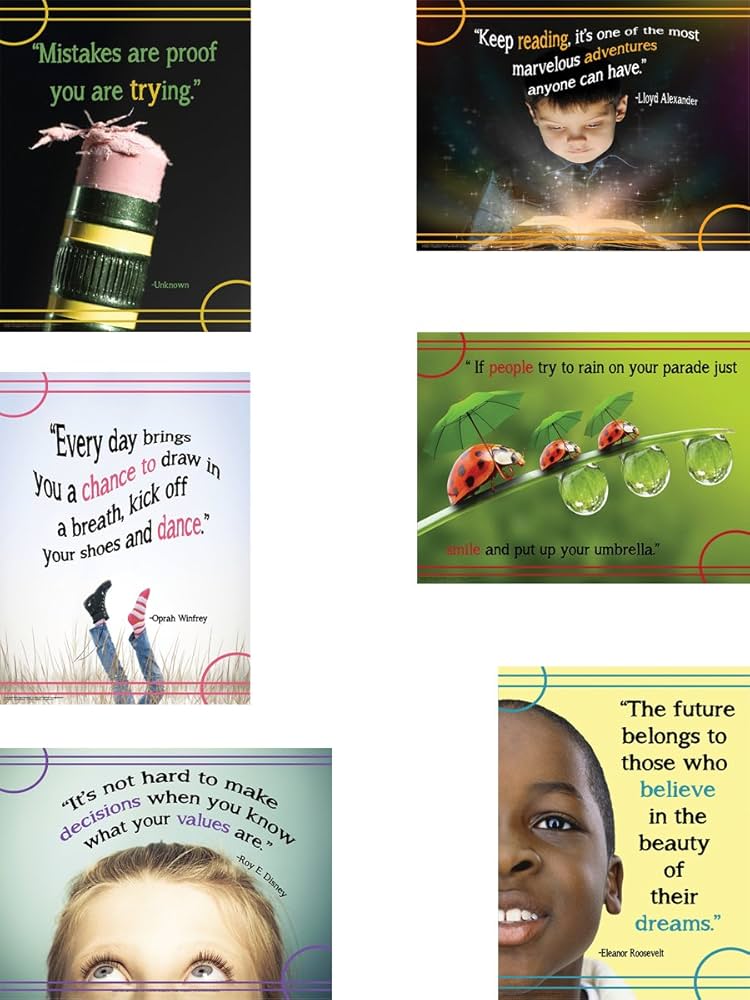 “Mistakes are proof
you are trying.”
-Unknown
“Keep reading, it’s one of the most
marvelous adventures
anyone can have.”
-Lloyd Alexander
“Every day brings
you a chance to draw in
a breath, kick off
your shoes and dance.”
-Oprah Winfrey
“ If people try to rain on your parade just
smile and put up your umbrella.”
“It’s not hard to make
decisions when you know
what your values are.”
-Roy E. Disney
“The future
belongs to
those who
believe
in the
beauty
of
their
dreams.”
-Eleanor Roosevelt